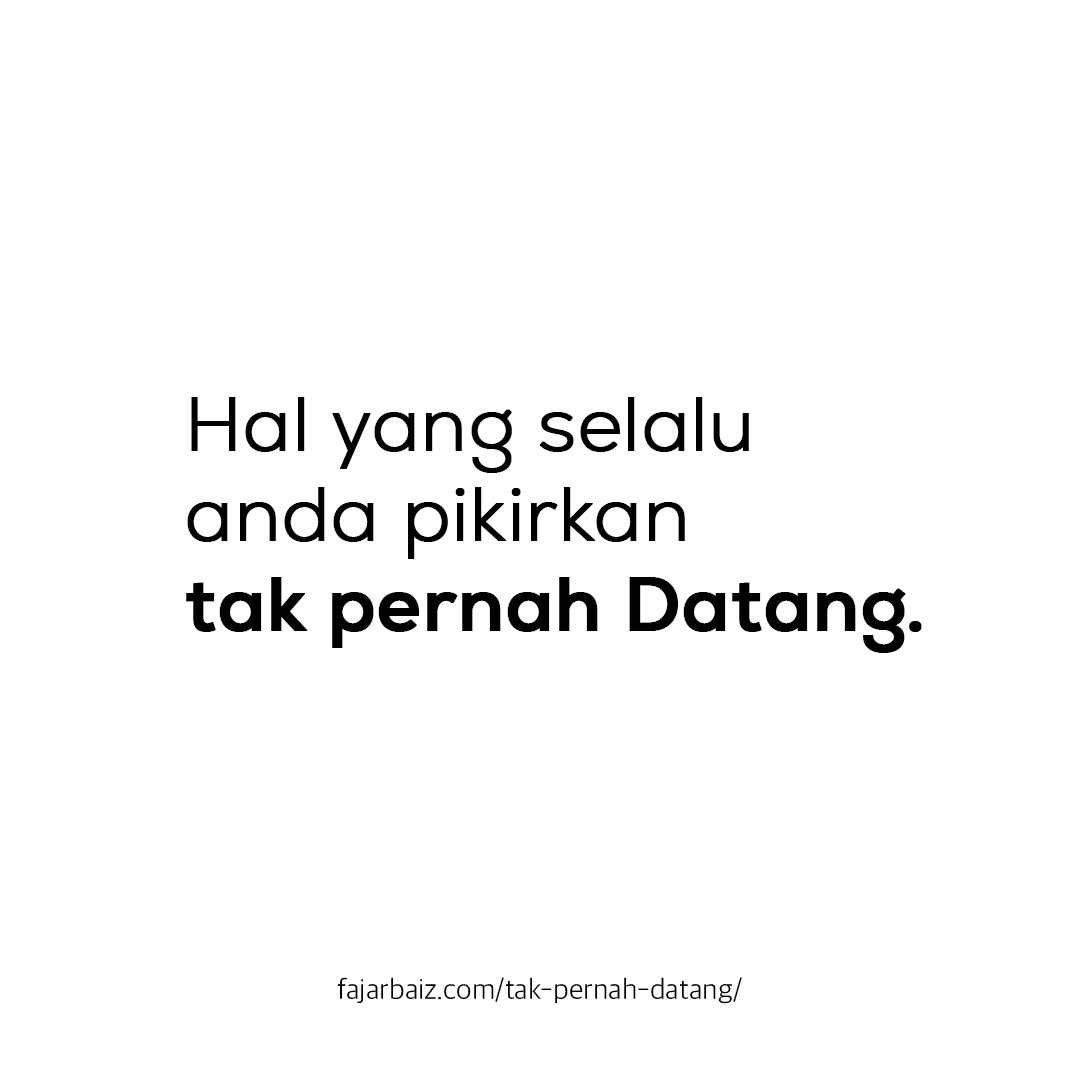 Hal yang selalu
anda pikirkan
tak pernah Datang.
fajarbaiz.com/tak-pernah-datang/